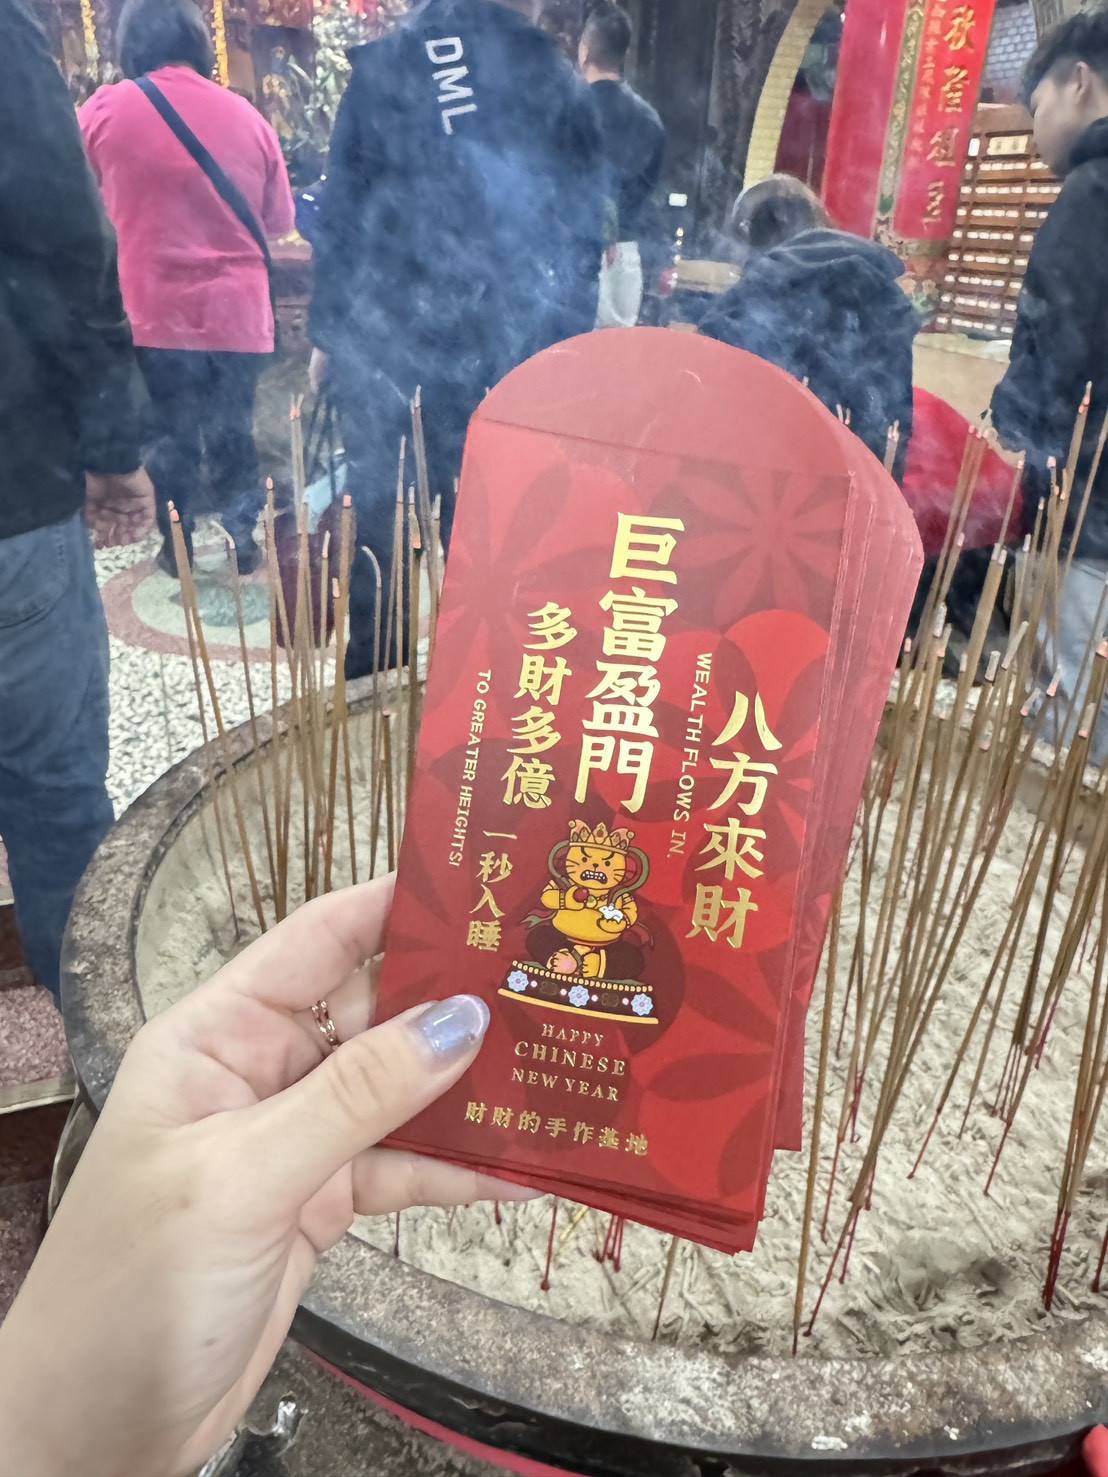 DML
八方來財
WEALTH FLOWS IN.
巨富盈門
多財多億
TO GREATER HEIGHTS!
一秒入睡
HAPPY
CHINESE
NEW YEAR
財財的手作基地